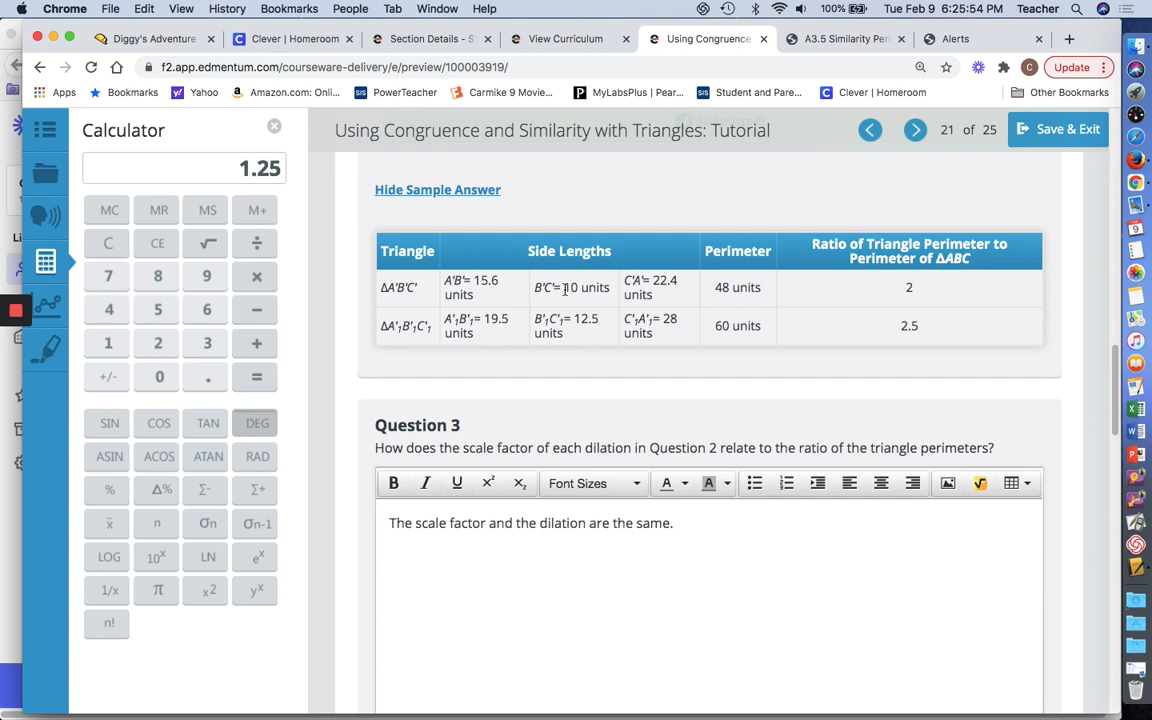 Chrome File Edit View History Bookmarks People Tab Window Help 100% Tue Feb 9 6:25:54 PM Teacher
Diggy's Adventure Clever | Homeroom Section Details - S View Curriculum Using Congruence A3.5 Similarity Per Alerts
f2.app.edmentum.com/courseware-delivery/e/preview/100003919/ C Update
Apps Bookmarks Yahoo Amazon.com: Onli... PowerTeacher Carmike 9 Movie... MyLabsPlus | Pear... Student and Pare... Clever | Homeroom Other Bookmarks
Calculator
Using Congruence and Similarity with Triangles: Tutorial 21 of 25 Save & Exit
1.25
MC MR MS M+
C CE √ ÷
7 8 9 ×
4 5 6 −
1 2 3 +
+/- 0 . =
SIN COS TAN DEG
ASIN ACOS ATAN RAD
% Δ% Σ- Σ+
x̅ n σn σn-1
LOG 10ˣ LN eˣ
1/x π x2 yˣ
n!
Hide Sample Answer
Triangle Side Lengths Perimeter Ratio of Triangle Perimeter to Perimeter of ΔABC
ΔA'B'C' A'B'= 15.6 units B'C'= 10 units C'A'= 22.4 units 48 units 2
ΔA'₁B'₁C'₁ A'₁B'₁= 19.5 units B'₁C'₁= 12.5 units C'₁A'₁= 28 units 60 units 2.5
Question 3
How does the scale factor of each dilation in Question 2 relate to the ratio of the triangle perimeters?
B I U x² x₂ Font Sizes A A
The scale factor and the dilation are the same.